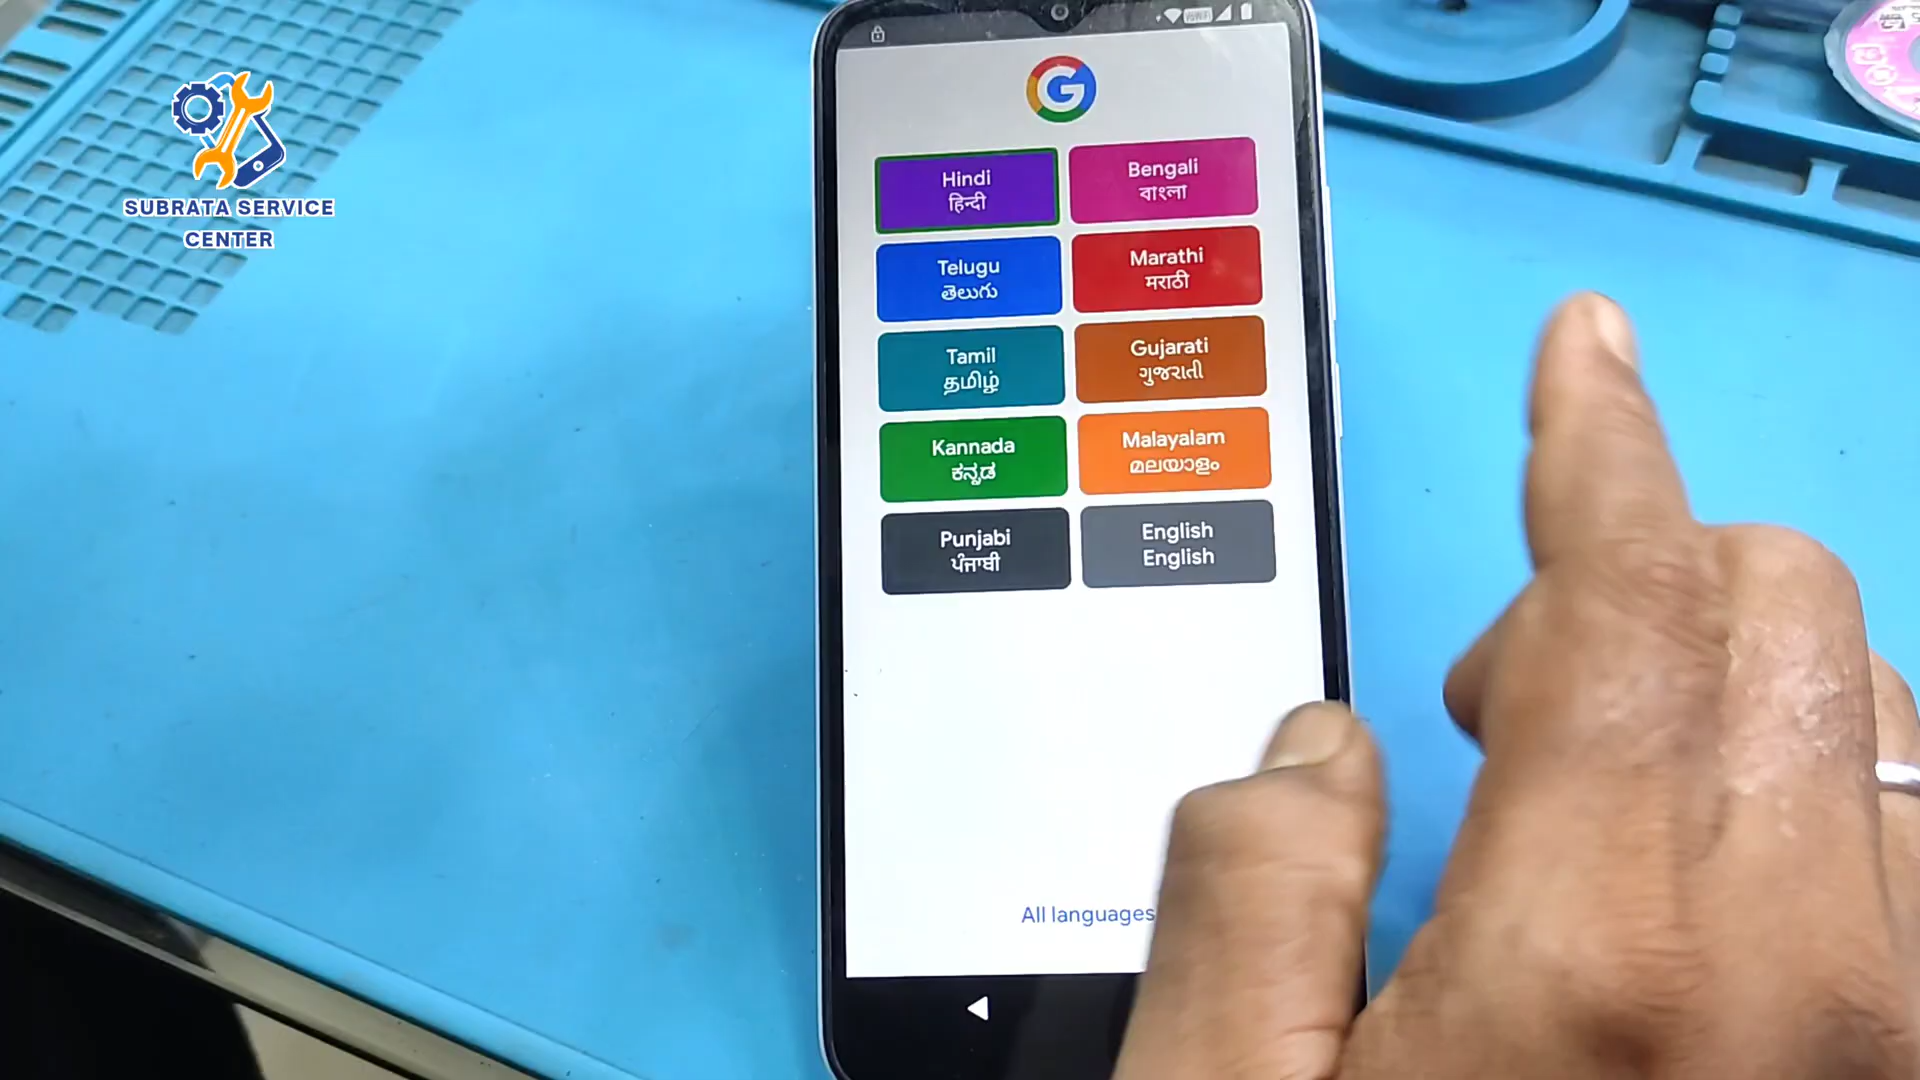 SUBRATA SERVICE
CENTER
Hindi
हिन्दी
Bengali
বাংলা
Telugu
తెలుగు
Marathi
मराठी
Tamil
தமிழ்
Gujarati
ગુજરાતી
Kannada
ಕನ್ನಡ
Malayalam
മലയാളം
Punjabi
ਪੰਜਾਬੀ
English
English
All languages